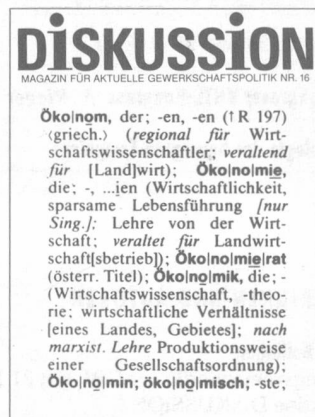 DiSKUSSiON
MAGAZIN FÜR AKTUELLE GEWERKSCHAFTSPOLITIK NR. 16
Öko|nom, der; -en, -en (↑R 197)
⟨griech.⟩ (regional für Wirt-
schaftswissenschaftler; veraltend
für [Land]wirt); Öko|no|mie,
die; -, ...ien (Wirtschaftlichkeit,
sparsame Lebensführung [nur
Sing.]: Lehre von der Wirt-
schaft; veraltet für Landwirt-
schaft[sbetrieb]); Öko|no|mie|rat
(österr. Titel); Öko|no|mik, die; -
(Wirtschaftswissenschaft, -theo-
rie; wirtschaftliche Verhältnisse
[eines Landes, Gebietes]; nach
marxist. Lehre Produktionsweise
einer Gesellschaftsordnung);
Öko|no|min; öko|no|misch; -ste;